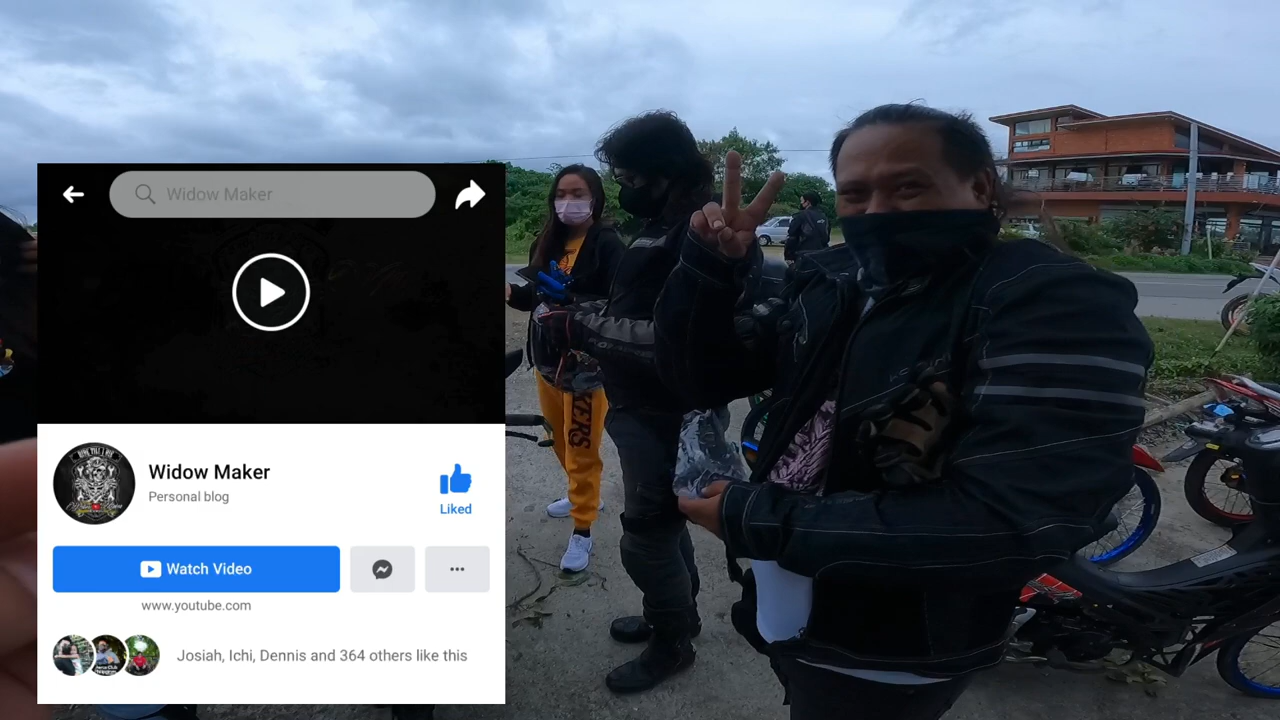 Widow Maker
Widow Maker
Personal blog
Liked
Watch Video
www.youtube.com
Josiah, Ichi, Dennis and 364 others like this
KERS